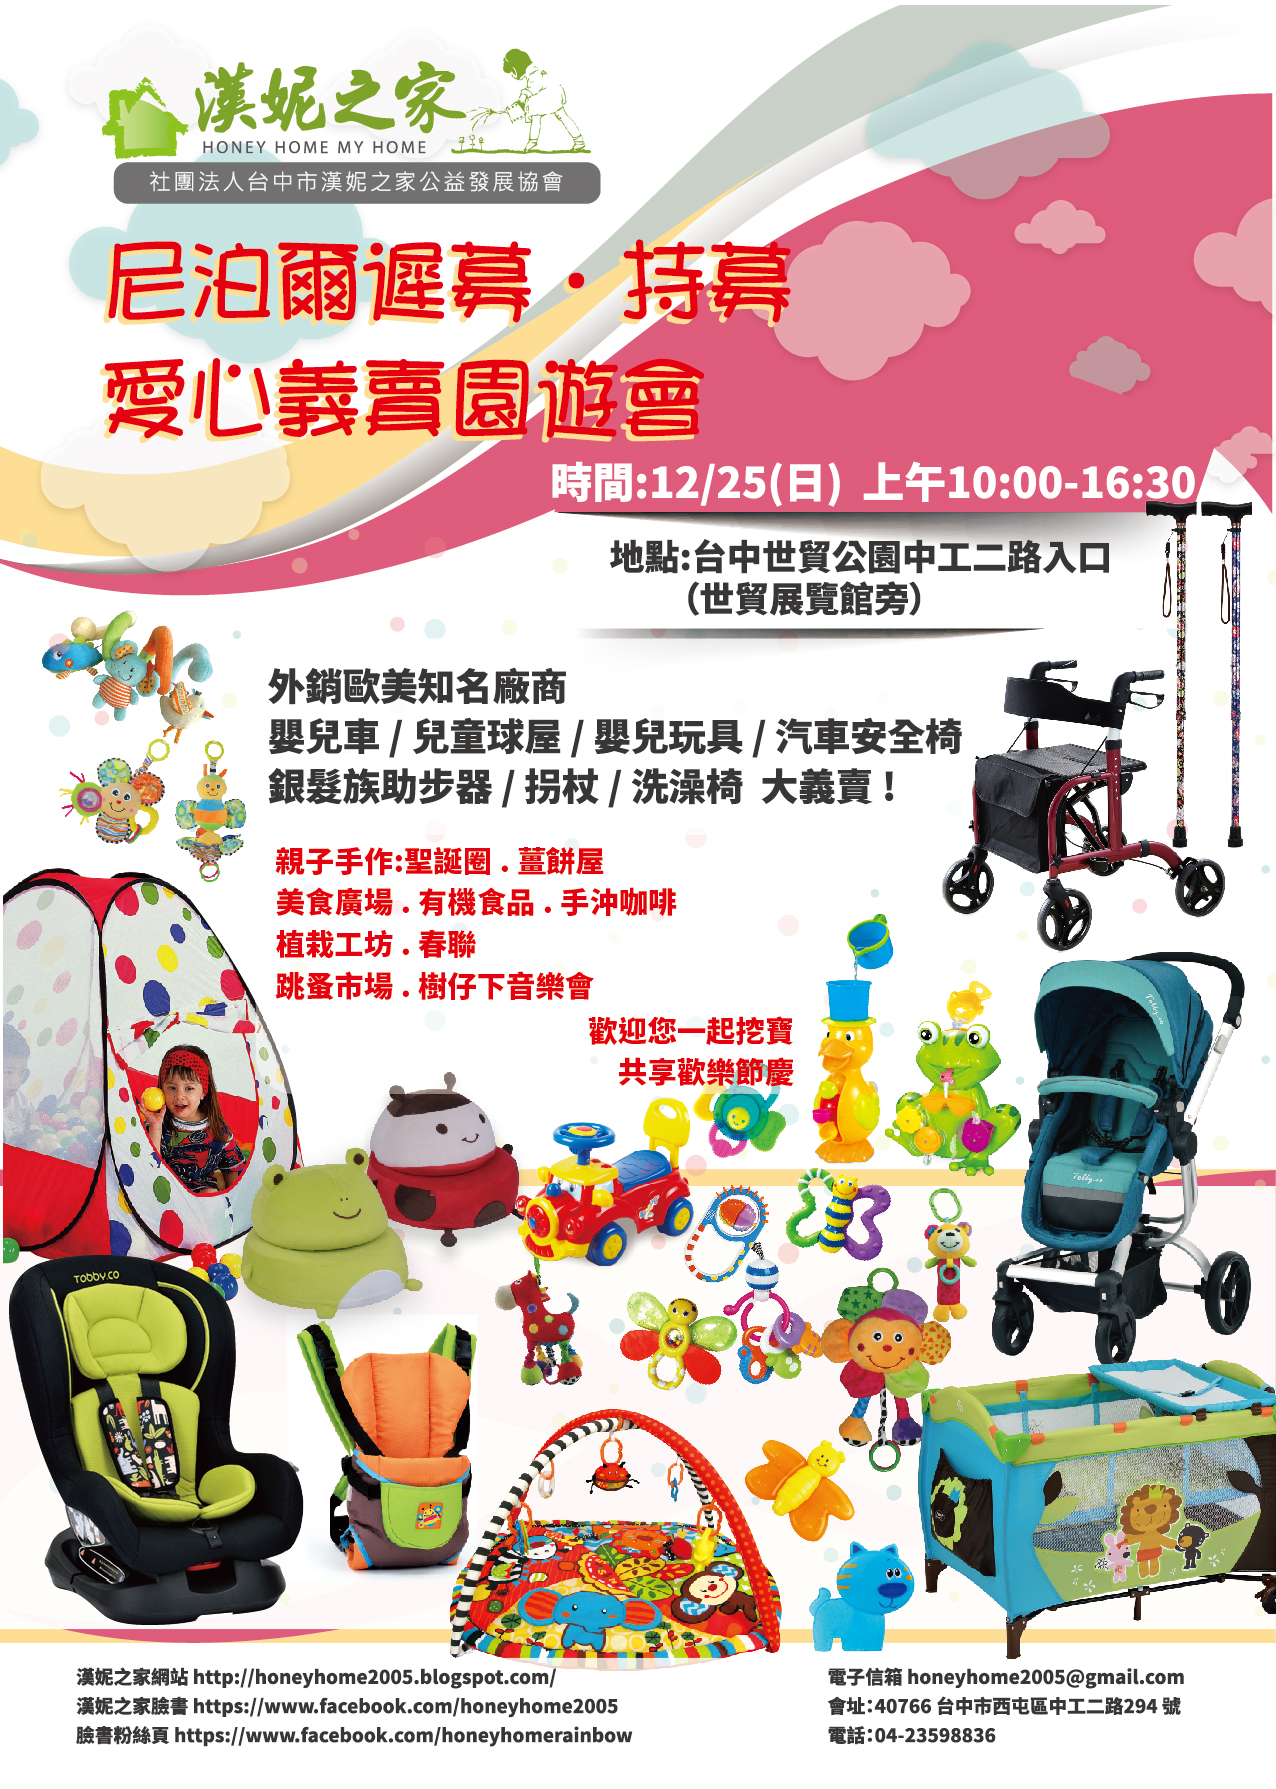 漢妮之家
HONEY HOME MY HOME
社團法人台中市漢妮之家公益發展協會
尼泊爾遲募・持募
愛心義賣園遊會
時間:12/25(日) 上午10:00-16:30
地點:台中世貿公園中工二路入口
(世貿展覽館旁)
外銷歐美知名廠商
嬰兒車 / 兒童球屋 / 嬰兒玩具 / 汽車安全椅
銀髮族助步器 / 拐杖 / 洗澡椅 大義賣！
親子手作:聖誕圈 . 薑餅屋
美食廣場 . 有機食品 . 手沖咖啡
植栽工坊 . 春聯
跳蚤市場 . 樹仔下音樂會
歡迎您一起挖寶
共享歡樂節慶
Tobby.co
Tobby.co
TOBBY.CO
漢妮之家網站 http://honeyhome2005.blogspot.com/
漢妮之家臉書 https://www.facebook.com/honeyhome2005
臉書粉絲頁 https://www.facebook.com/honeyhomerainbow
電子信箱 honeyhome2005@gmail.com
會址：40766 台中市西屯區中工二路294 號
電話：04-23598836